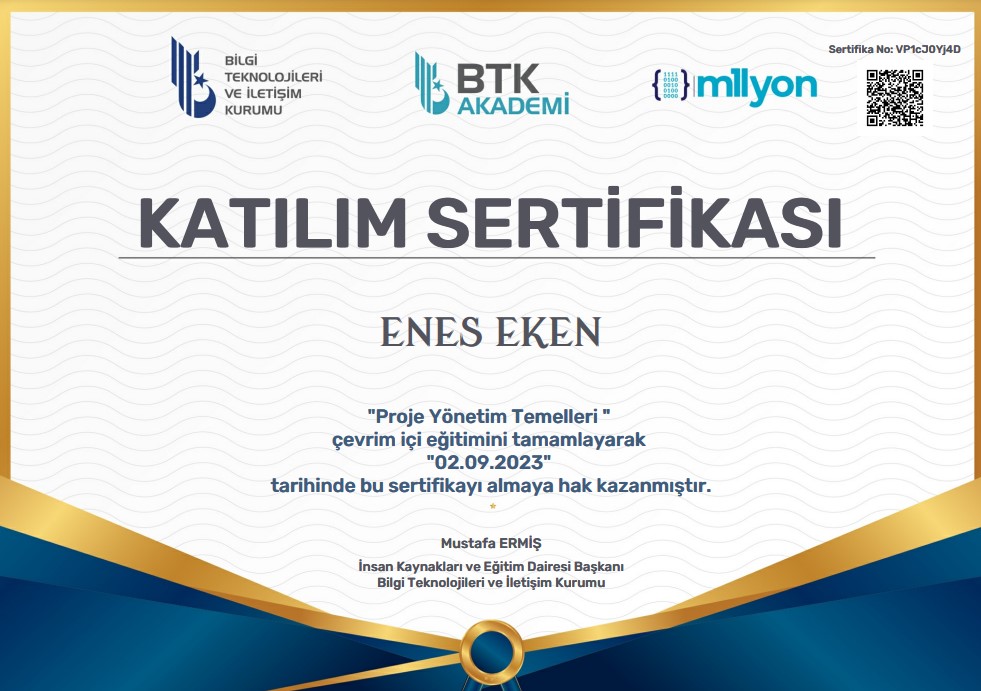 Sertifika No: VP1cJ0Yj4D
BİLGİ
TEKNOLOJİLERİ
VE İLETİŞİM
KURUMU
BTK
AKADEMİ
1111
0100
1010
0100
0000
m1lyon
KATILIM SERTİFİKASI
ENES EKEN
"Proje Yönetim Temelleri "
çevrim içi eğitimini tamamlayarak
"02.09.2023"
tarihinde bu sertifikayı almaya hak kazanmıştır.
Mustafa ERMİŞ
İnsan Kaynakları ve Eğitim Dairesi Başkanı
Bilgi Teknolojileri ve İletişim Kurumu